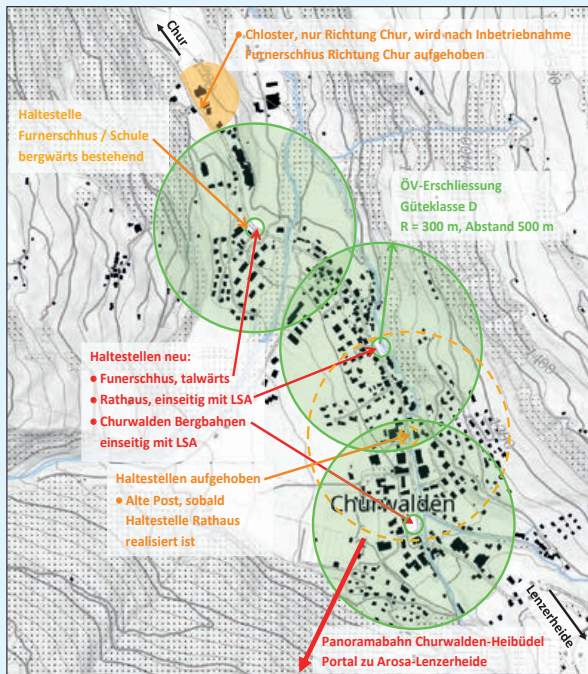 Chur
• Chloster, nur Richtung Chur, wird nach Inbetriebnahme
Furnerschhus Richtung Chur aufgehoben
Haltestelle
Furnerschhus / Schule
bergwärts bestehend
ÖV-Erschliessung
Güteklasse D
R = 300 m, Abstand 500 m
Haltestellen neu:
• Funerschhus, talwärts
• Rathaus, einseitig mit LSA
• Churwalden Bergbahnen
einseitig mit LSA
Haltestellen aufgehoben
• Alte Post, sobald
Haltestelle Rathaus
realisiert ist
Churwalden
Lenzerheide
Panoramabahn Churwalden-Heibüdel
Portal zu Arosa-Lenzerheide